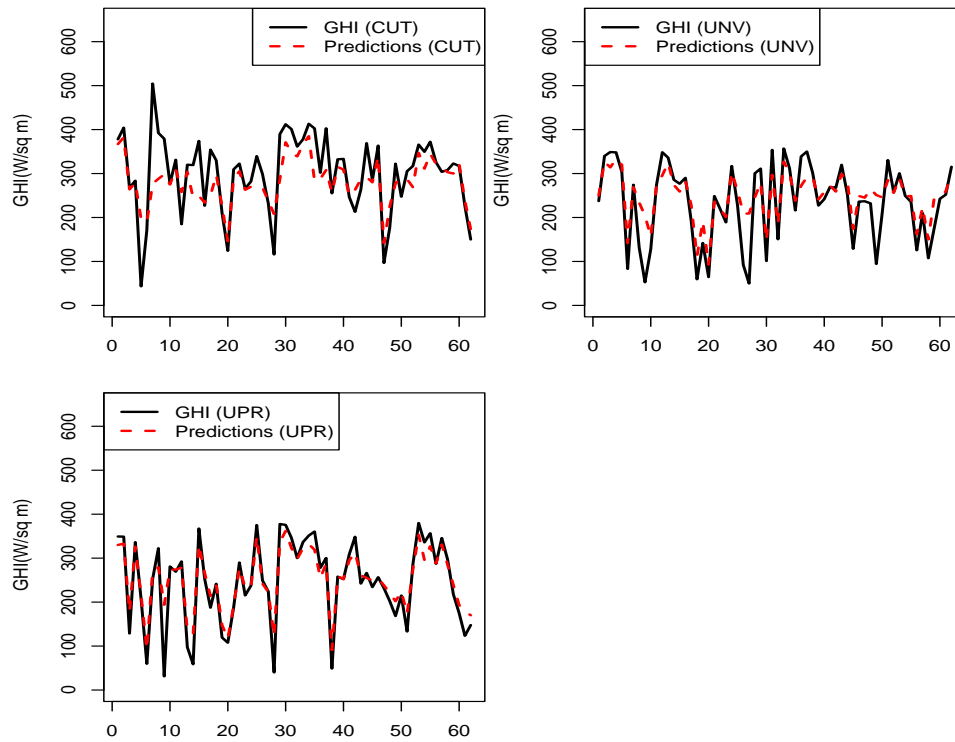 GHI (CUT)
Predictions (CUT)
GHI(W/sq m)
0 100 200 300 400 500 600
0 10 20 30 40 50 60
GHI (UNV)
Predictions (UNV)
GHI(W/sq m)
0 100 200 300 400 500 600
0 10 20 30 40 50 60
GHI (UPR)
Predictions (UPR)
GHI(W/sq m)
0 100 200 300 400 500 600
0 10 20 30 40 50 60